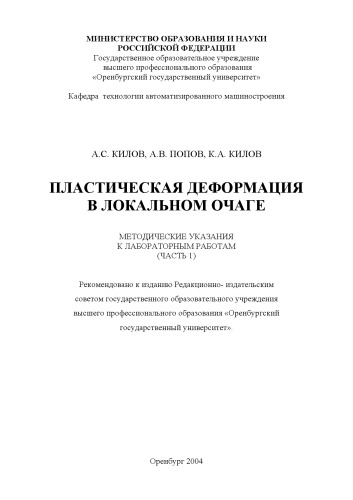 МИНИСТЕРСТВО ОБРАЗОВАНИЯ И НАУКИ
РОССИЙСКОЙ ФЕДЕРАЦИИ
Государственное образовательное учреждение
высшего профессионального образования
«Оренбургский государственный университет»
Кафедра технологии автоматизированного машиностроения
А.С. КИЛОВ, А.В. ПОПОВ, К.А. КИЛОВ
ПЛАСТИЧЕСКАЯ ДЕФОРМАЦИЯ
В ЛОКАЛЬНОМ ОЧАГЕ
МЕТОДИЧЕСКИЕ УКАЗАНИЯ
К ЛАБОРАТОРНЫМ РАБОТАМ
(ЧАСТЬ 1)
Рекомендовано к изданию Редакционно- издательским
советом государственного образовательного учреждения
высшего профессионального образования «Оренбургский
государственный университет».
Оренбург 2004